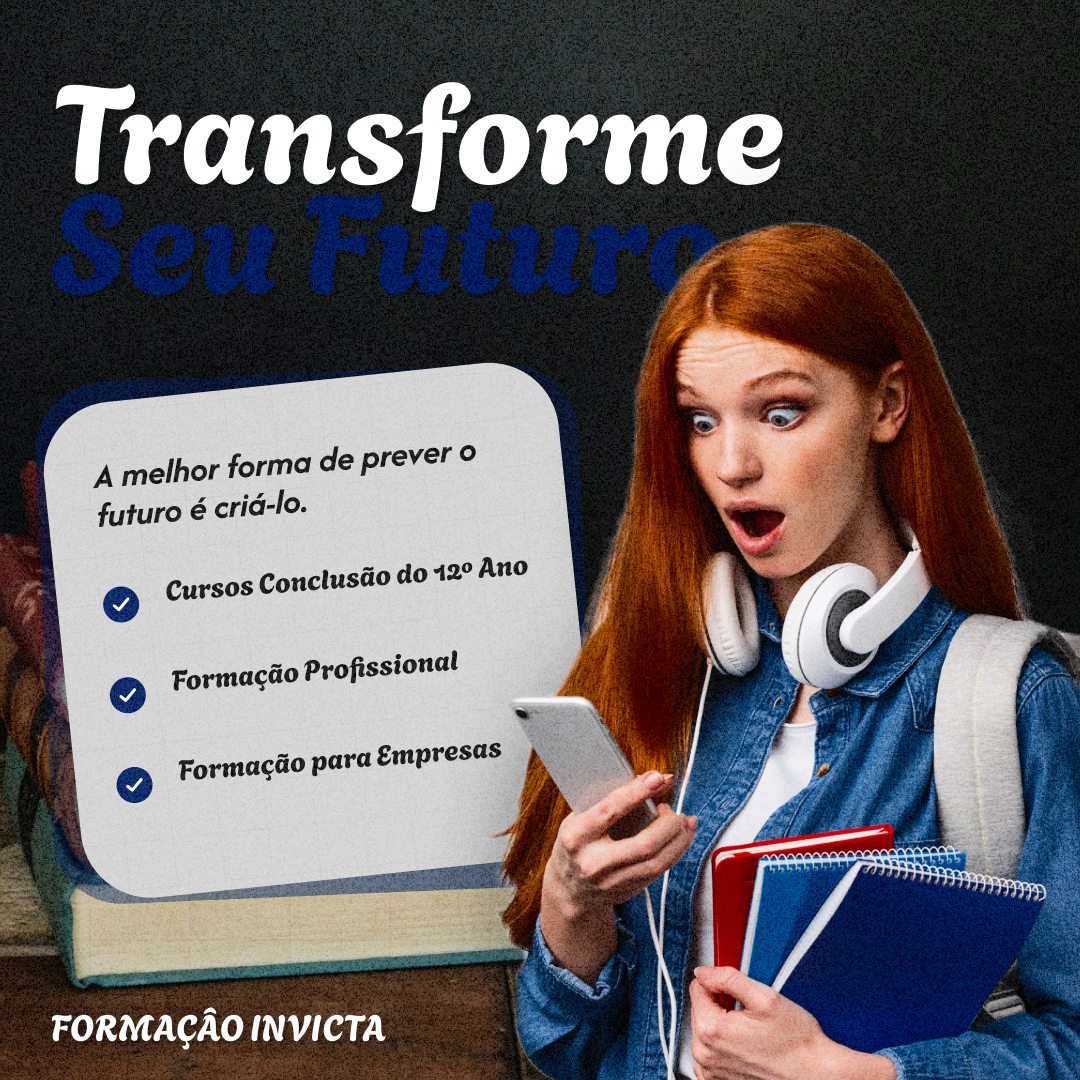 Transforme
Seu Futuro
A melhor forma de prever o
futuro é criá-lo.
Cursos Conclusão do 12º Ano
Formação Profissional
Formação para Empresas
FORMAÇÂO INVICTA